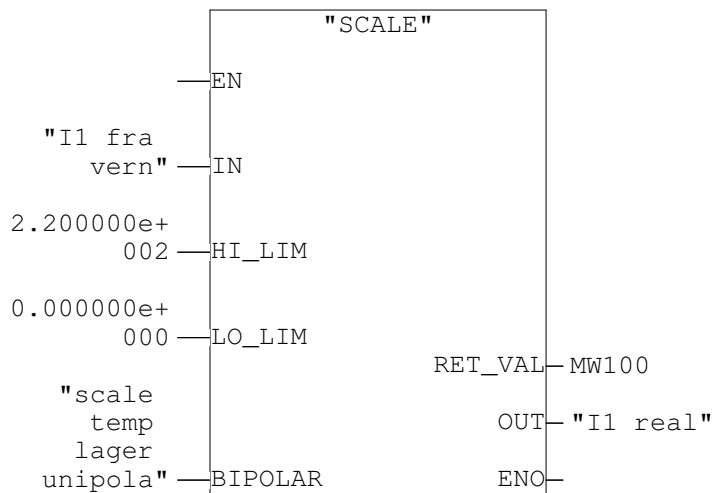 "SCALE"
EN
"I1 fra
vern"
IN
2.200000e+
002
HI_LIM
0.000000e+
000
LO_LIM
RET_VAL
MW100
"scale
temp
lager
unipola"
BIPOLAR
OUT
"I1 real"
ENO